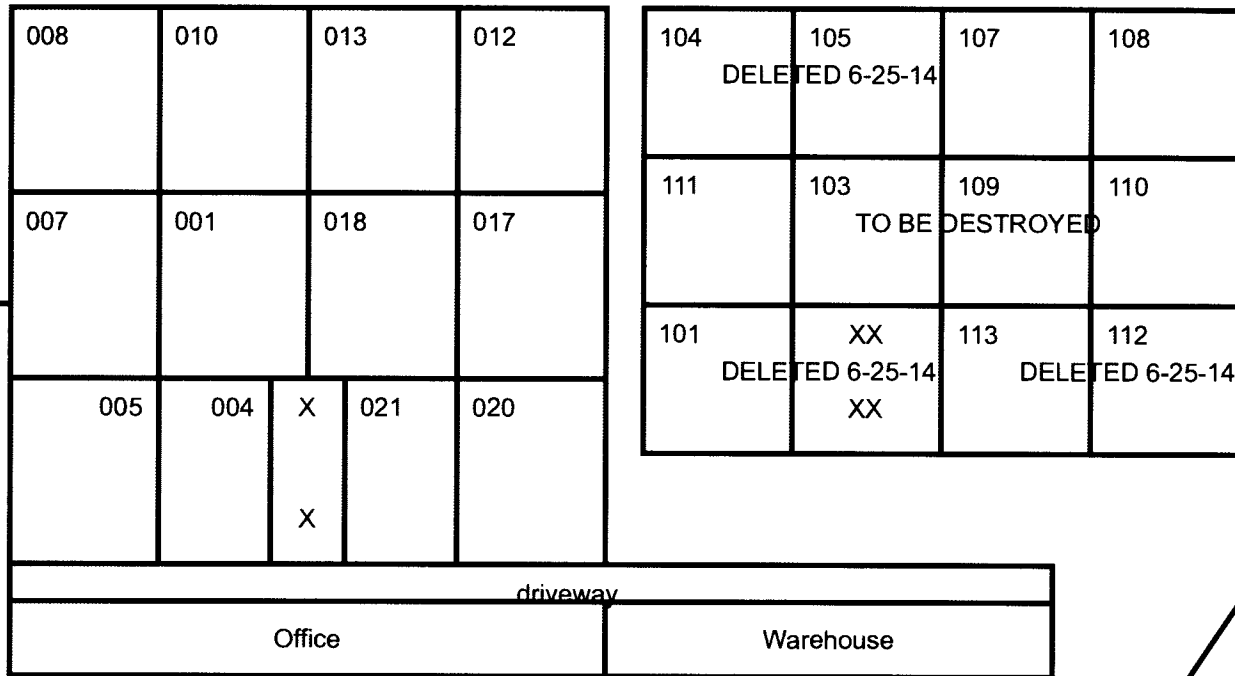 008 010 013 012
007 001 018 017
005 004 X 021 020
X
104 105 107 108
DELETED 6-25-14
111 103 109 110
TO BE DESTROYED
101 XX 113 112
DELETED 6-25-14 DELETED 6-25-14
XX
driveway
Office Warehouse